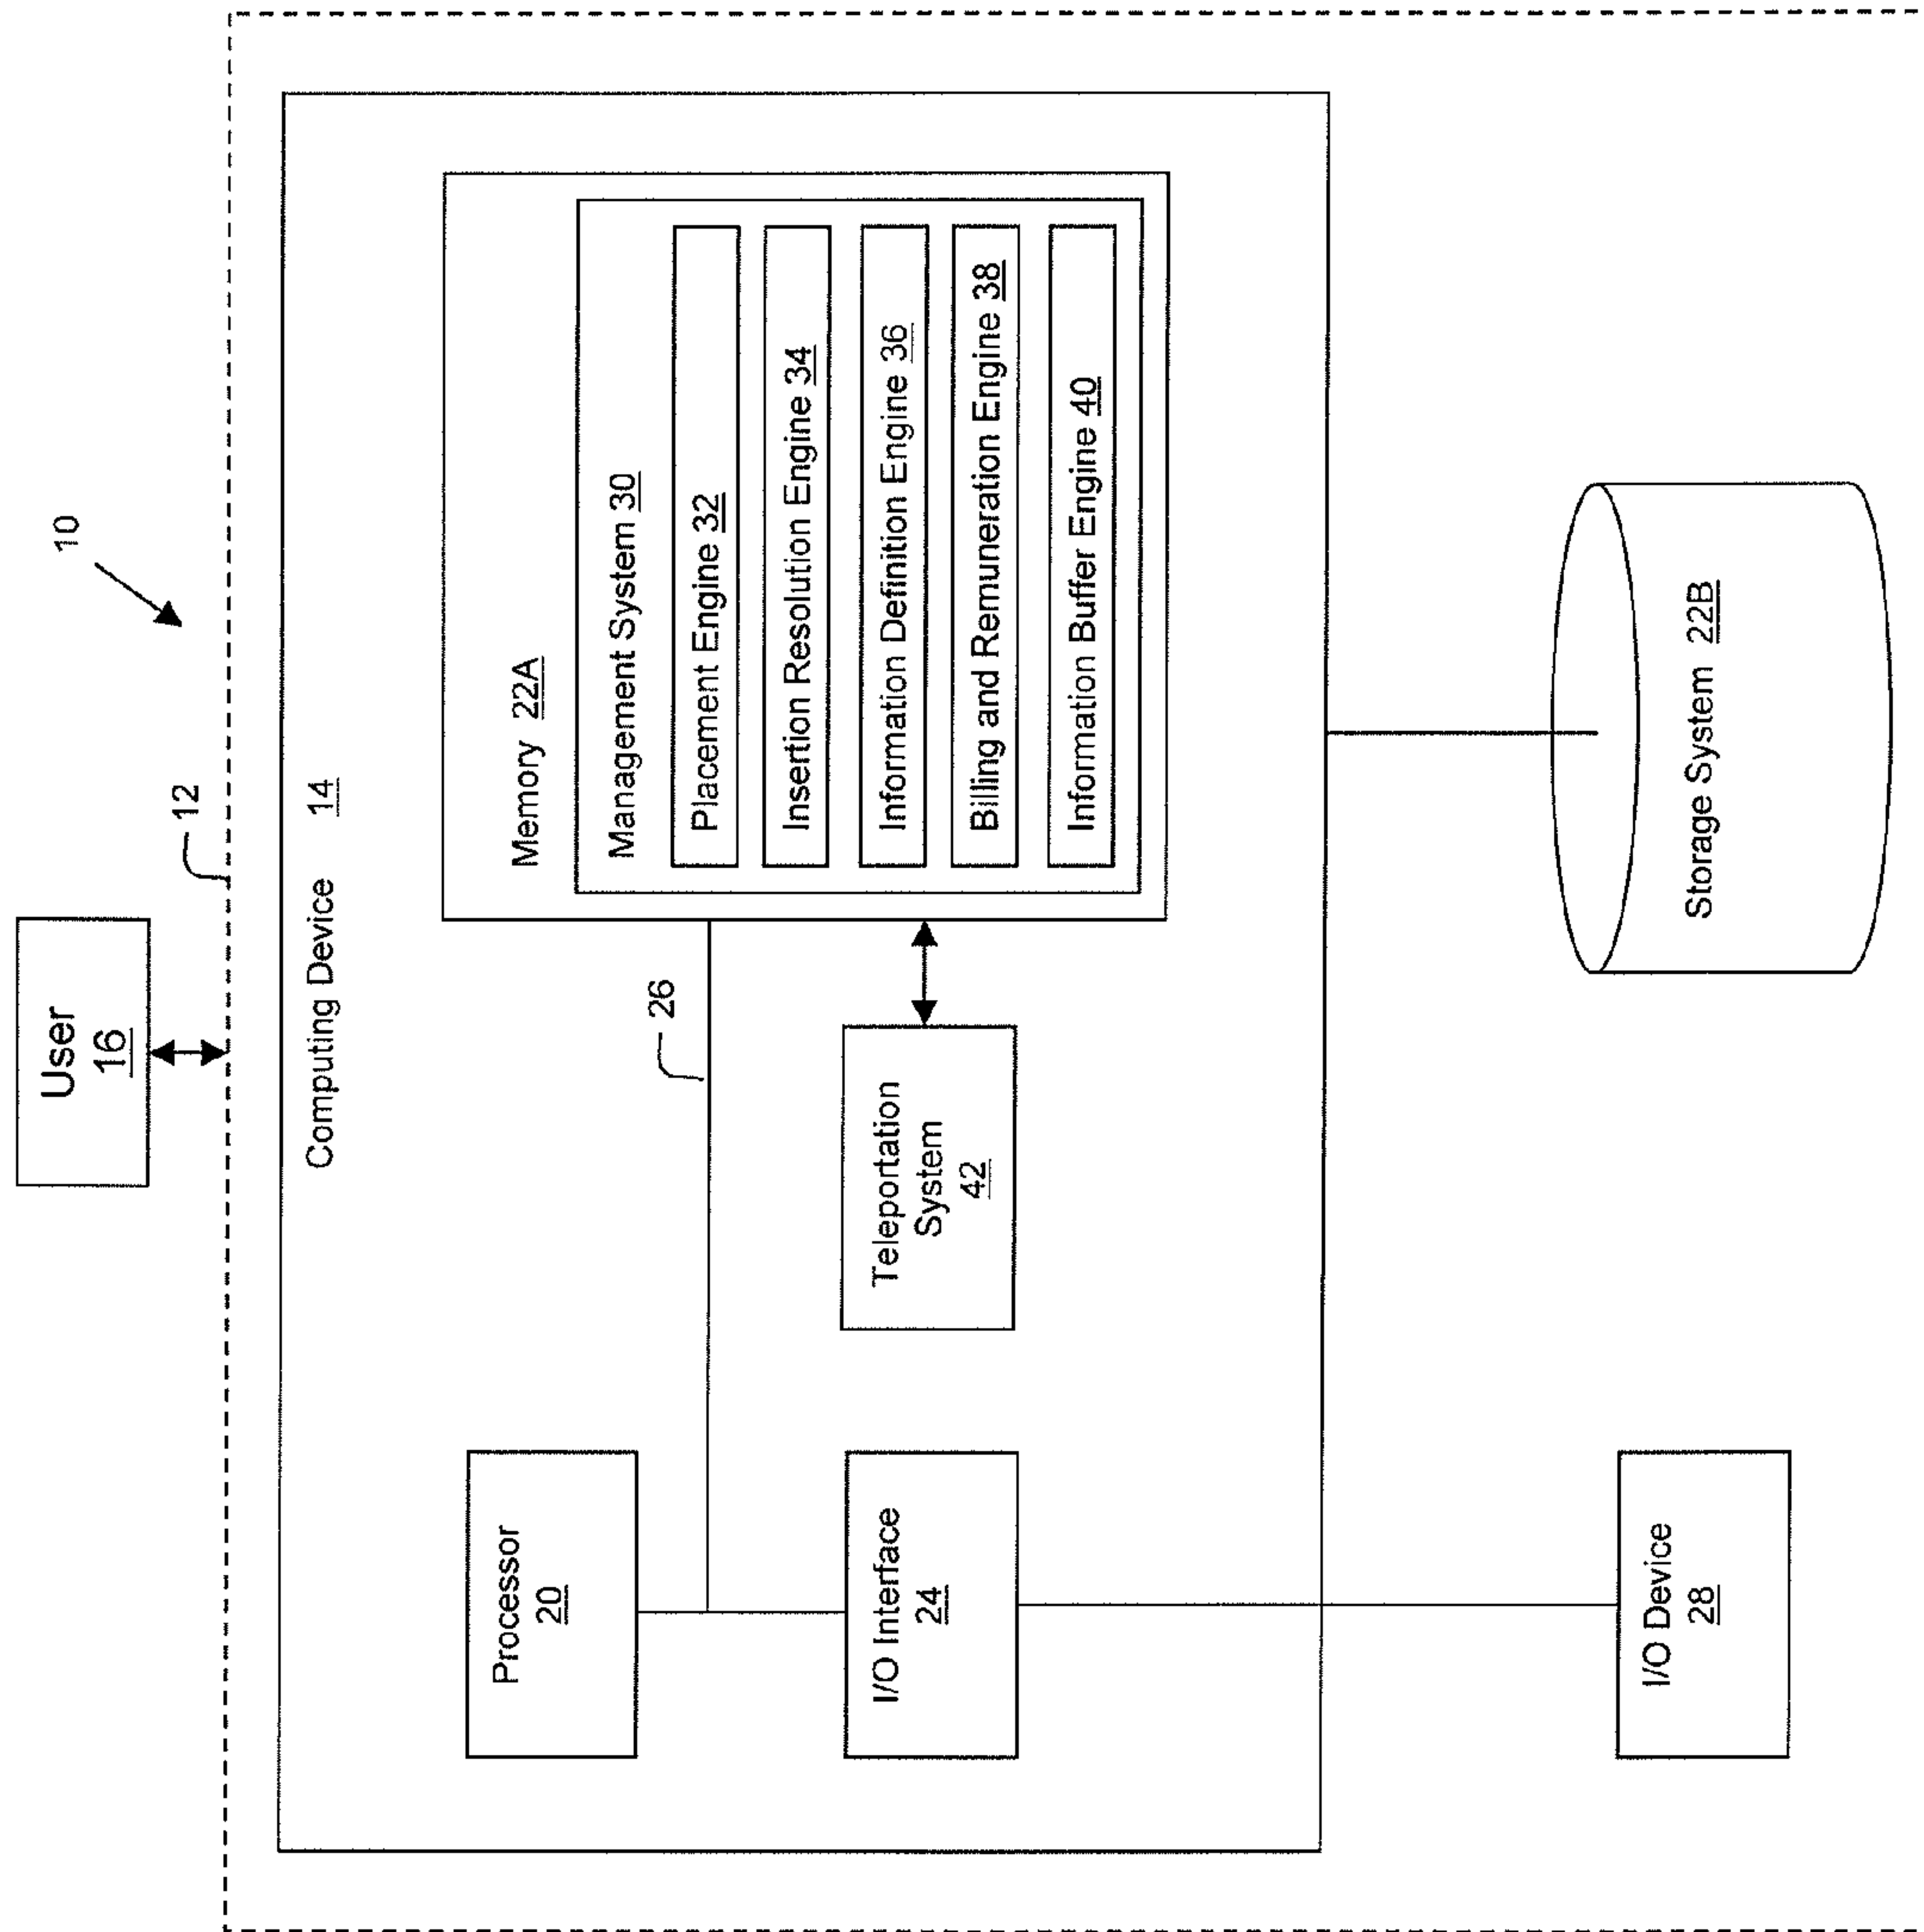 10
User
16
12
Computing Device 14
Memory 22A
Management System 30
Placement Engine 32
Insertion Resolution Engine 34
Information Definition Engine 36
Billing and Remuneration Engine 38
Information Buffer Engine 40
Processor
20
26
Teleportation
System
42
I/O Interface
24
I/O Device
28
Storage System 22B